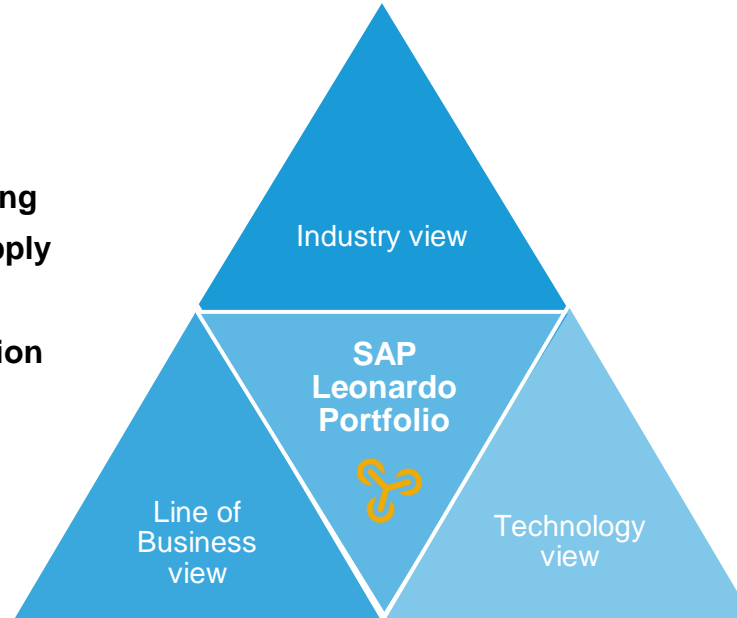 Industry view
SAP
Leonardo
Portfolio
Line of
Business
view
Technology
view